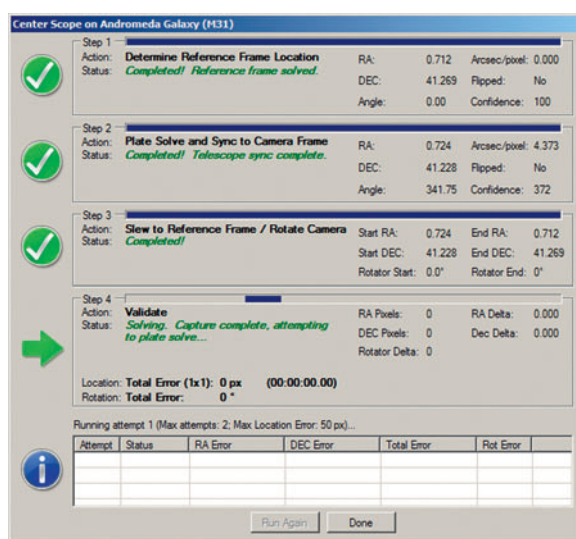 Center Scope on Andromeda Galaxy (M31)
Step 1
Action: Determine Reference Frame Location RA: 0.712 Arcsec/pixel: 0.000
Status: Completed! Reference frame solved.
DEC: 41.269 Flipped: No
Angle: 0.00 Confidence: 100
Step 2
Action: Plate Solve and Sync to Camera Frame RA: 0.724 Arcsec/pixel: 4.373
Status: Completed! Telescope sync complete.
DEC: 41.228 Flipped: No
Angle: 341.75 Confidence: 372
Step 3
Action: Slew to Reference Frame / Rotate Camera Start RA: 0.724 End RA: 0.712
Status: Completed!
Start DEC: 41.228 End DEC: 41.269
Rotator Start: 0.0° Rotator End: 0°
Step 4
Action: Validate RA Pixels: 0 RA Delta: 0.000
Status: Solving. Capture complete, attempting
to plate solve...
DEC Pixels: 0 Dec Delta: 0.000
Rotator Delta: 0
Location: Total Error (1x1): 0 px (00:00:00.00)
Rotation: Total Error: 0 °
Running attempt 1 (Max attempts: 2; Max Location Error: 50 px)...
Attempt Status RA Error DEC Error Total Error Rot Error
Run Again Done